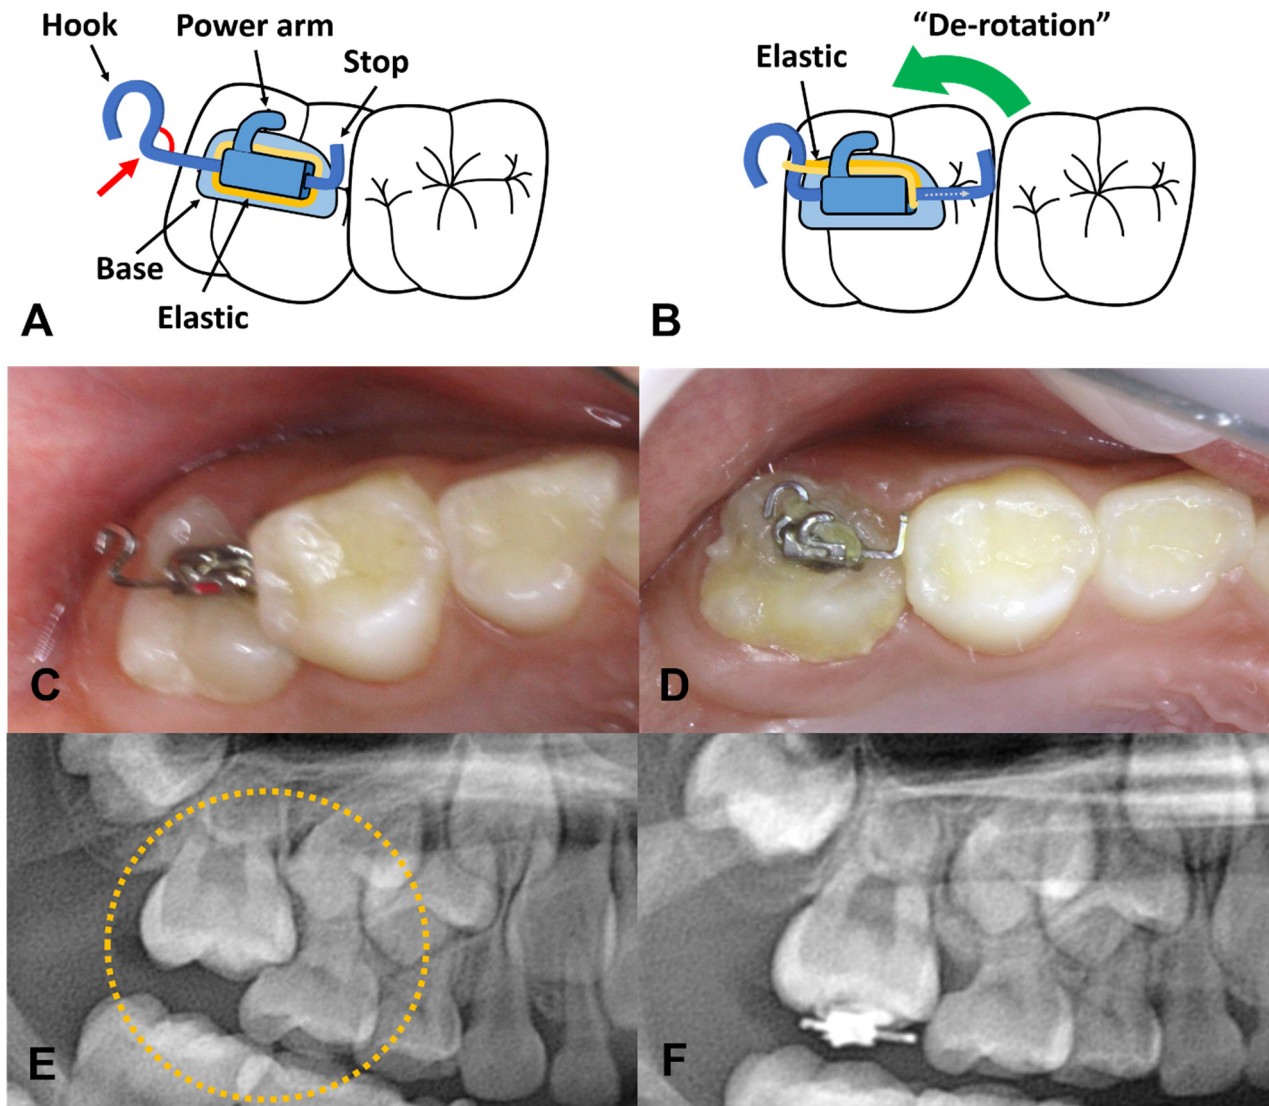 Hook
Power arm
Stop
Base
Elastic
A
“De-rotation”
Elastic
B
C
D
E
F